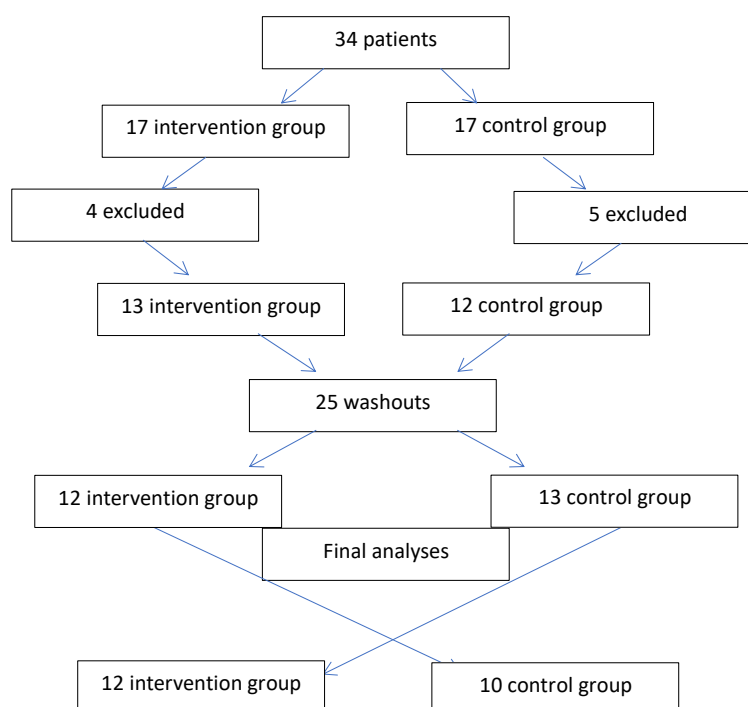 34 patients
17 intervention group
17 control group
4 excluded
5 excluded
13 intervention group
12 control group
25 washouts
12 intervention group
13 control group
Final analyses
12 intervention group
10 control group